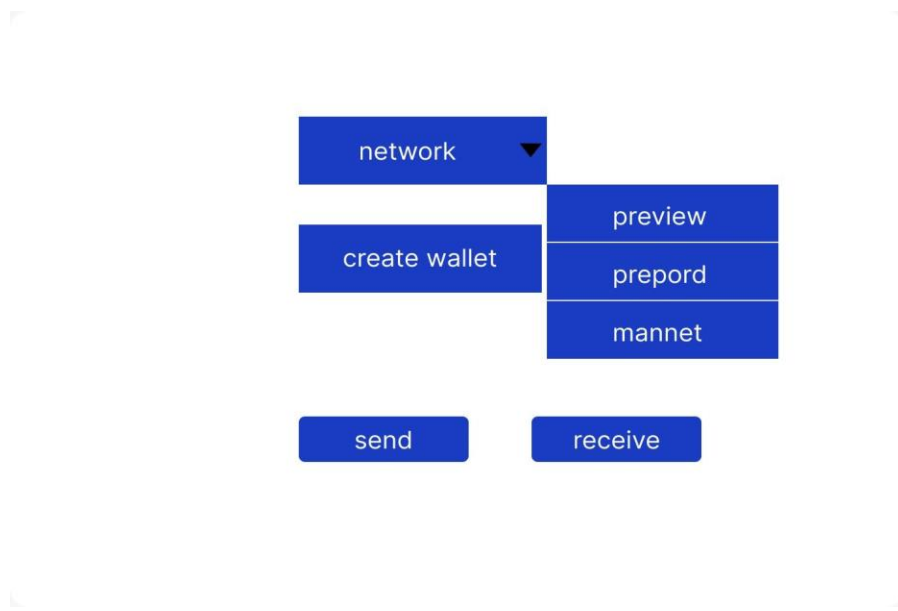 network
preview
create wallet
prepord
mannet
send
receive